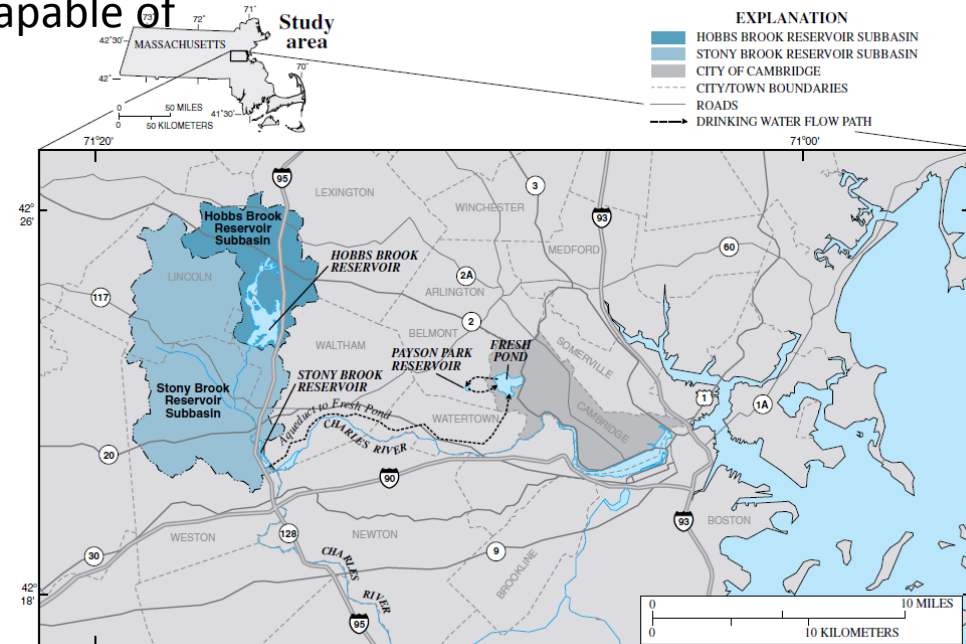 apable of
73°
72°
71°
Study
area
42°30'
MASSACHUSETTS
42°
70°
41°30'
0 50 MILES
0 50 KILOMETERS
EXPLANATION
HOBBS BROOK RESERVOIR SUBBASIN
STONY BROOK RESERVOIR SUBBASIN
CITY OF CAMBRIDGE
CITY/TOWN BOUNDARIES
ROADS
DRINKING WATER FLOW PATH
71°20'
71°00'
42°
26'
95
LEXINGTON
3
WINCHESTER
93
Hobbs Brook
Reservoir
Subbasin
MEDFORD
60
HOBBS BROOK
RESERVOIR
LINCOLN
2A
ARLINGTON
117
2
BELMONT
WALTHAM
PAYSON PARK
RESERVOIR
FRESH
POND
SOMERVILLE
STONY BROOK
RESERVOIR
Stony Brook
Reservoir
Subbasin
1
1A
Aqueduct to Fresh Pond
WATERTOWN
CAMBRIDGE
CHARLES RIVER
20
90
93
BOSTON
WESTON
128
NEWTON
9
30
CHARLES
RIVER
BROOKLINE
42°
18'
95
0 10 MILES
0 10 KILOMETERS